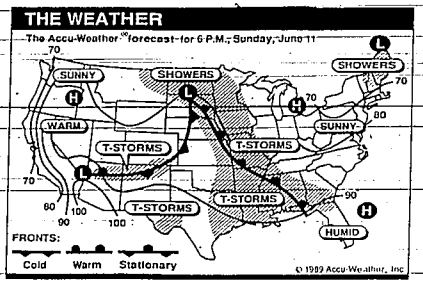 THE WEATHER
The Accu-Weather forecast for 6 P.M., Sunday, June 11
70
SUNNY
SHOWERS
L
SHOWERS
L
H
H
70
70
WARM
80
SUNNY
T-STORMS
T-STORMS
L
70
T-STORMS
T-STORMS
90
H
60
90
100
100
HUMID
FRONTS:
Cold
Warm
Stationary
© 1989 Accu-Weather, Inc